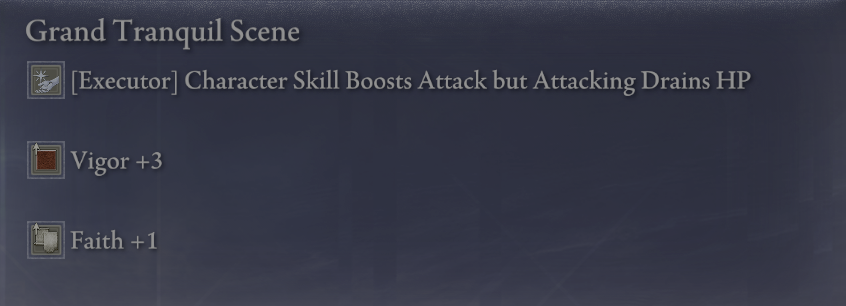 Grand Tranquil Scene
[Executor] Character Skill Boosts Attack but Attacking Drains HP
Vigor +3
Faith +1